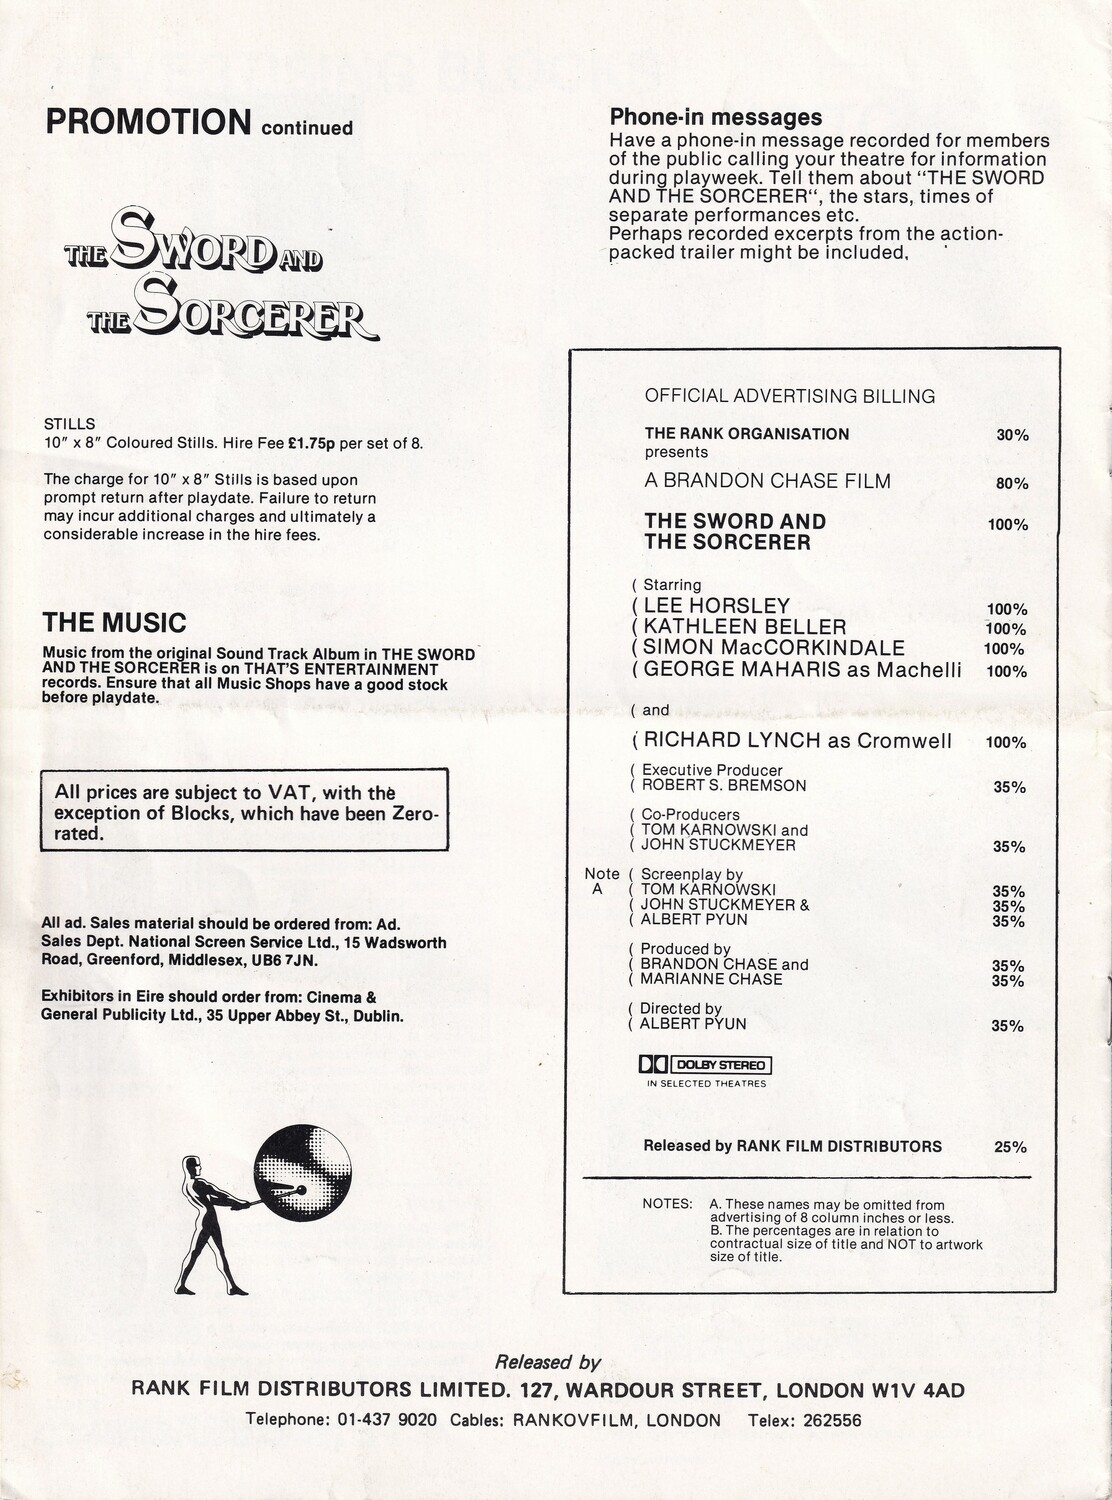 PROMOTION continued
THE SWORD AND
THE SORCERER
STILLS
10" x 8" Coloured Stills. Hire Fee £1.75p per set of 8.
The charge for 10" x 8" Stills is based upon
prompt return after playdate. Failure to return
may incur additional charges and ultimately a
considerable increase in the hire fees.
THE MUSIC
Music from the original Sound Track Album in THE SWORD
AND THE SORCERER is on THAT'S ENTERTAINMENT
records. Ensure that all Music Shops have a good stock
before playdate.
All prices are subject to VAT, with the
exception of Blocks, which have been Zero-
rated.
All ad. Sales material should be ordered from: Ad.
Sales Dept. National Screen Service Ltd., 15 Wadsworth
Road, Greenford, Middlesex, UB6 7JN.
Exhibitors in Eire should order from: Cinema &
General Publicity Ltd., 35 Upper Abbey St., Dublin.
Phone-in messages
Have a phone-in message recorded for members
of the public calling your theatre for information
during playweek. Tell them about "THE SWORD
AND THE SORCERER", the stars, times of
separate performances etc.
Perhaps recorded excerpts from the action-
packed trailer might be included,
OFFICIAL ADVERTISING BILLING
THE RANK ORGANISATION 30%
presents
A BRANDON CHASE FILM 80%
THE SWORD AND 100%
THE SORCERER
( Starring
( LEE HORSLEY 100%
( KATHLEEN BELLER 100%
( SIMON MacCORKINDALE 100%
( GEORGE MAHARIS as Machelli 100%
( and
( RICHARD LYNCH as Cromwell 100%
( Executive Producer
( ROBERT S. BREMSON 35%
( Co-Producers
( TOM KARNOWSKI and
( JOHN STUCKMEYER 35%
Note ( Screenplay by
A ( TOM KARNOWSKI 35%
( JOHN STUCKMEYER & 35%
( ALBERT PYUN 35%
( Produced by
( BRANDON CHASE and 35%
( MARIANNE CHASE 35%
( Directed by
( ALBERT PYUN 35%
DOLBY STEREO
IN SELECTED THEATRES
Released by RANK FILM DISTRIBUTORS 25%
NOTES: A. These names may be omitted from
advertising of 8 column inches or less.
B. The percentages are in relation to
contractual size of title and NOT to artwork
size of title.
Released by
RANK FILM DISTRIBUTORS LIMITED. 127, WARDOUR STREET, LONDON W1V 4AD
Telephone: 01-437 9020 Cables: RANKOVFILM, LONDON Telex: 262556